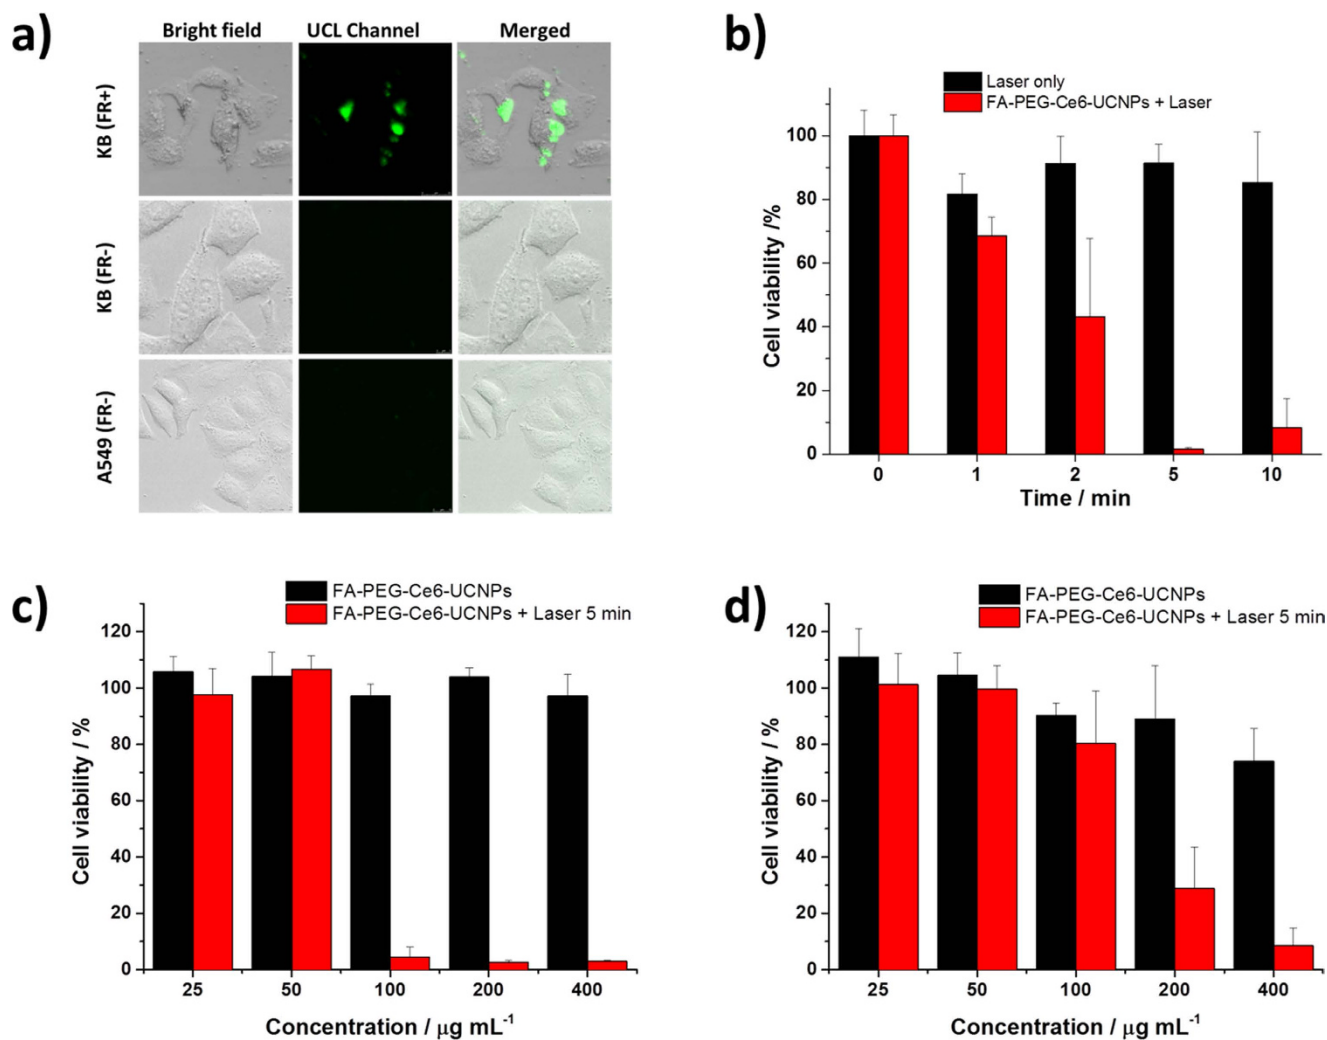 a)
Bright field UCL Channel Merged
KB (FR+)
KB (FR-)
A549 (FR-)
b)
Laser only
FA-PEG-Ce6-UCNPs + Laser
Cell viability /%
100
80
60
40
20
0
0 1 2 5 10
Time / min
c)
FA-PEG-Ce6-UCNPs
FA-PEG-Ce6-UCNPs + Laser 5 min
Cell viability / %
120
100
80
60
40
20
0
25 50 100 200 400
Concentration / μg mL⁻¹
d)
FA-PEG-Ce6-UCNPs
FA-PEG-Ce6-UCNPs + Laser 5 min
Cell viability / %
120
100
80
60
40
20
0
25 50 100 200 400
Concentration / μg mL⁻¹